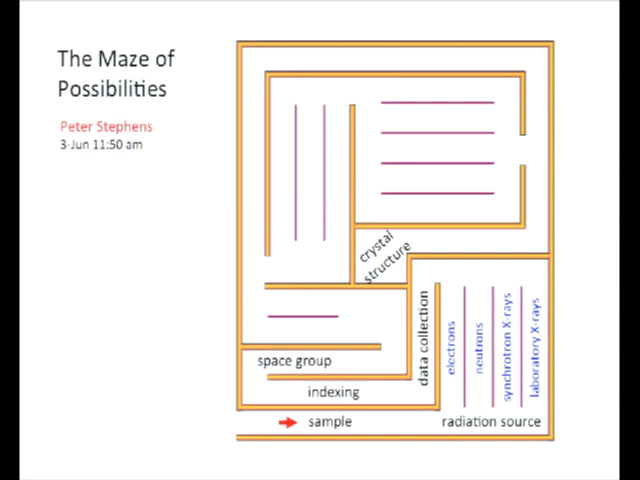 The Maze of
Possibilities
Peter Stephens
3-Jun 11:50 am
crystal
structure
data collection
electrons
neutrons
synchrotron X-rays
laboratory X-rays
space group
indexing
sample
radiation source